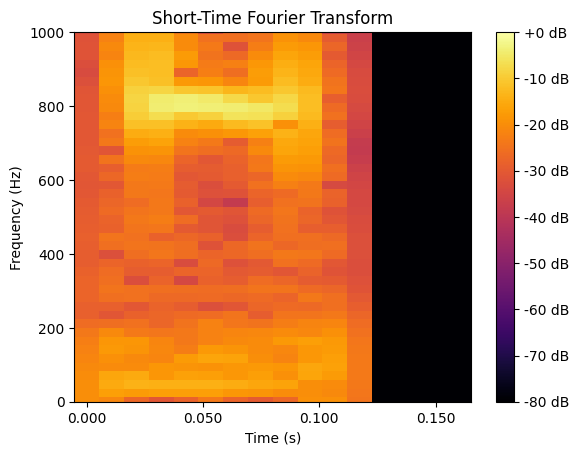 Short-Time Fourier Transform
1000
800
600
400
200
0
Frequency (Hz)
0.000
0.050
0.100
0.150
Time (s)
+0 dB
-10 dB
-20 dB
-30 dB
-40 dB
-50 dB
-60 dB
-70 dB
-80 dB